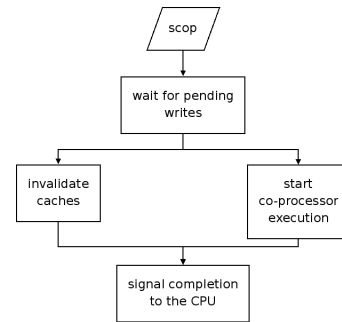 scop
wait for pending
writes
invalidate
caches
start
co-processor
execution
signal completion
to the CPU